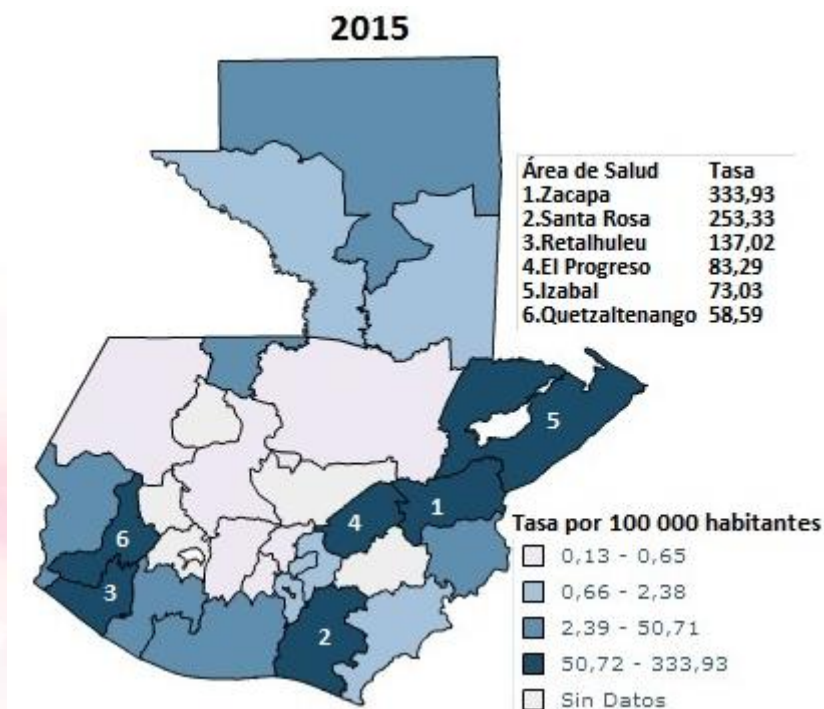 2015
Área de Salud Tasa
1.Zacapa 333,93
2.Santa Rosa 253,33
3.Retalhuleu 137,02
4.El Progreso 83,29
5.Izabal 73,03
6.Quetzaltenango 58,59
5
1
4
6
3
2
Tasa por 100 000 habitantes
0,13 - 0,65
0,66 - 2,38
2,39 - 50,71
50,72 - 333,93
Sin Datos